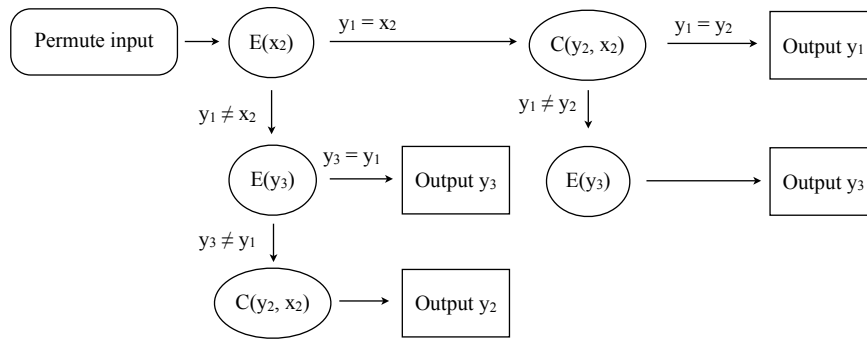 y₁ = x₂
y₁ = y₂
Permute input
E(x₂)
C(y₂, x₂)
Output y₁
y₁ ≠ x₂
y₁ ≠ y₂
y₃ = y₁
E(y₃)
Output y₃
E(y₃)
Output y₃
y₃ ≠ y₁
C(y₂, x₂)
Output y₂